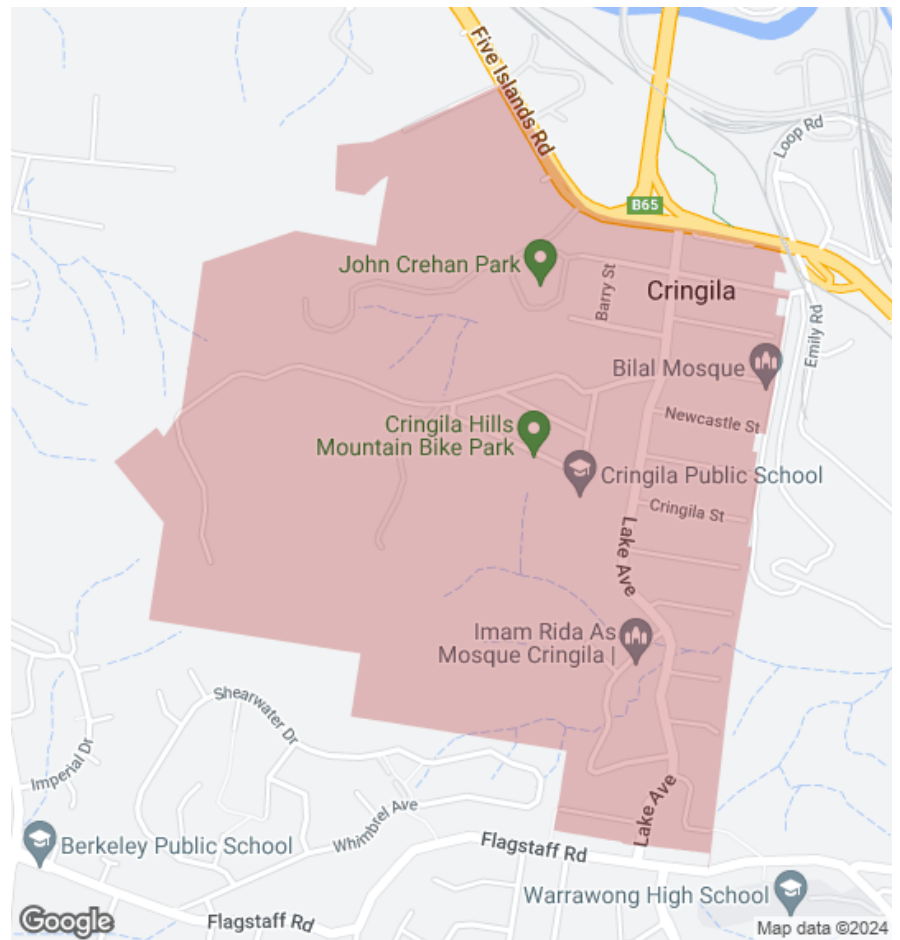 Five Islands Rd
Loop Rd
B65
John Crehan Park
Barry St
Cringila
Emily Rd
Bilal Mosque
Newcastle St
Cringila Hills
Mountain Bike Park
Cringila Public School
Cringila St
Lake Ave
Imam Rida As
Mosque Cringila |
Shearwater Dr
Imperial Dr
Whimbrel Ave
Lake Ave
Berkeley Public School
Flagstaff Rd
Warrawong High School
Flagstaff Rd
Google
Map data ©2024